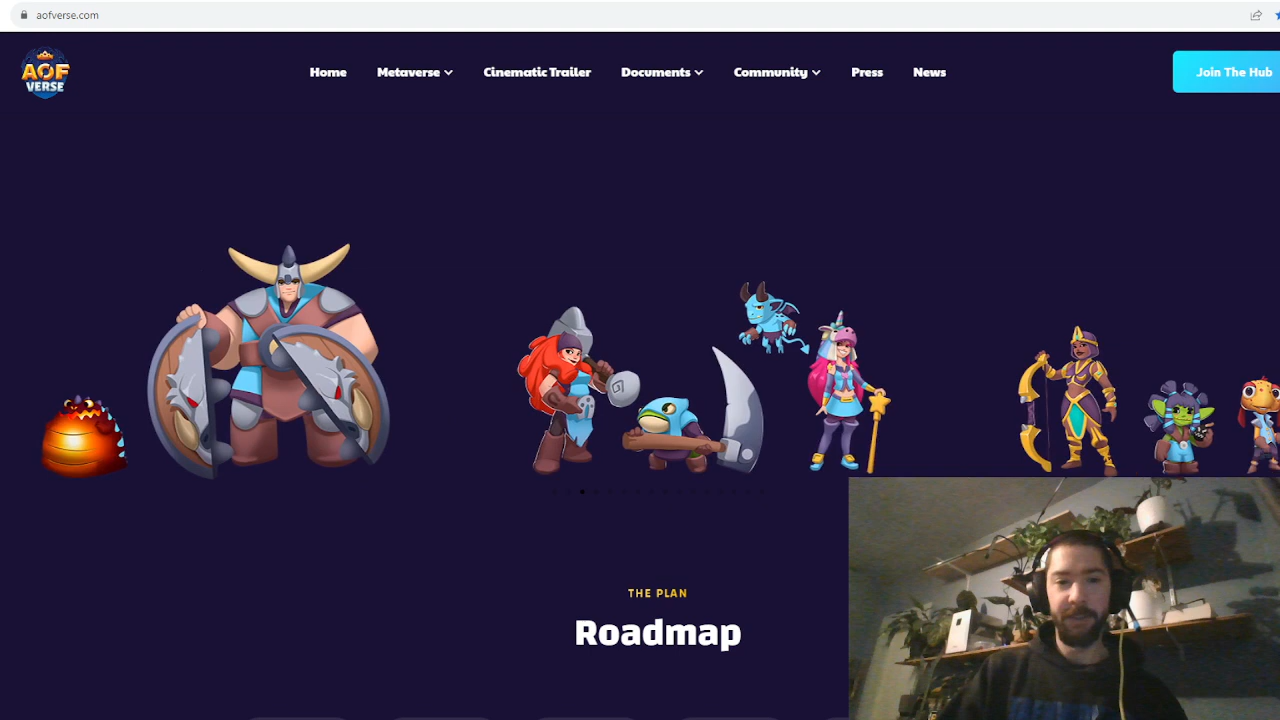 aofverse.com
AOF
VERSE
Home
Metaverse
Cinematic Trailer
Documents
Community
Press
News
Join The Hub
THE PLAN
Roadmap